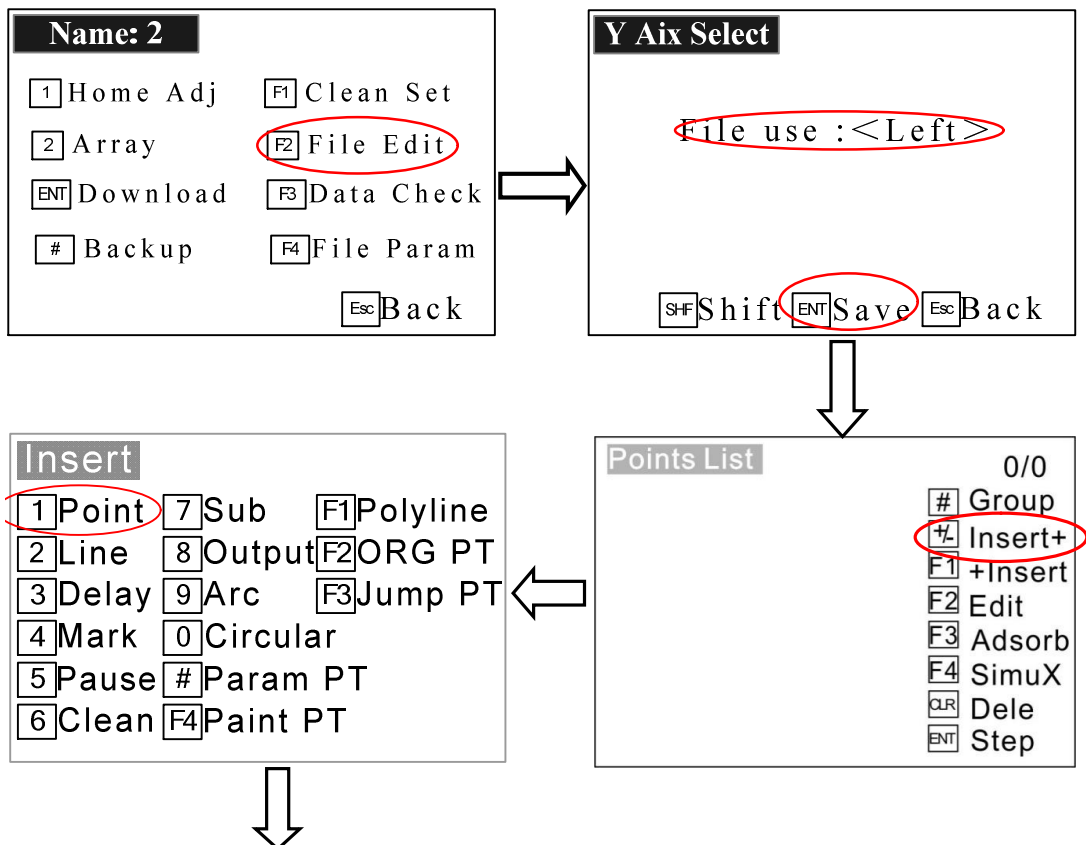 Name: 2
1 Home Adj F1 Clean Set
2 Array F2 File Edit
ENT Download F3 Data Check
# Backup F4 File Param
Esc Back
Y Aix Select
File use :<Left>
SHF Shift ENT Save Esc Back
Points List
0/0
# Group
+/- Insert+
F1 +Insert
F2 Edit
F3 Adsorb
F4 SimuX
CLR Dele
ENT Step
Insert
1 Point 7 Sub F1 Polyline
2 Line 8 Output F2 ORG PT
3 Delay 9 Arc F3 Jump PT
4 Mark 0 Circular
5 Pause # Param PT
6 Clean F4 Paint PT